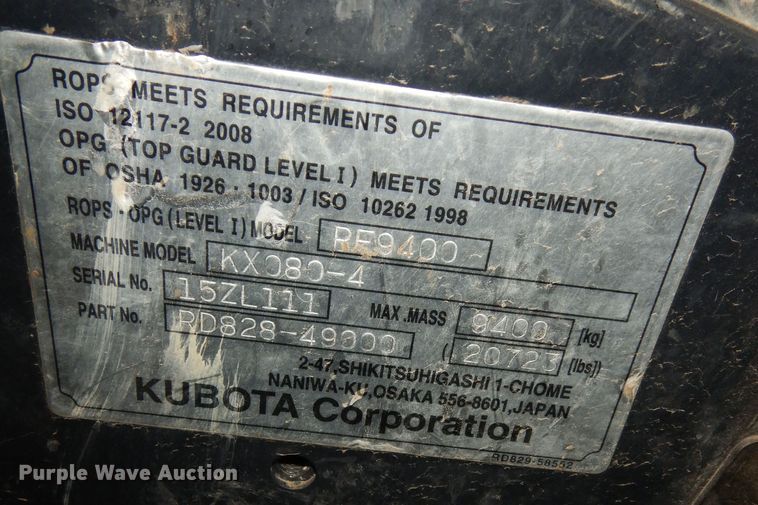 ROPS MEETS REQUIREMENTS OF
ISO 12117-2 2008
OPG (TOP GUARD LEVEL I) MEETS REQUIREMENTS
OF OSHA 1926・1003 / ISO 10262 1998
ROPS・OPG (LEVEL I) MODEL RF9400
MACHINE MODEL KX080-4
SERIAL No. 15ZL111 MAX.MASS 9400 [kg]
PART No. RD828-49000 ( 20723 [lbs])
2-47,SHIKITSUHIGASHI 1-CHOME
NANIWA-KU,OSAKA 556-8601,JAPAN
KUBOTA Corporation
RD829-58552
Purple Wave Auction